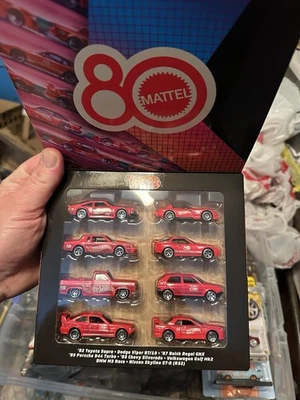 80
MATTEL
'82 Toyota Supra • Dodge Viper RT/10 • '87 Buick Regal GNX
'89 Porsche 944 Turbo • '83 Chevy Silverado • Volkswagen Golf Mk2
BMW M3 Race • Nissan Skyline GT-R (R32)